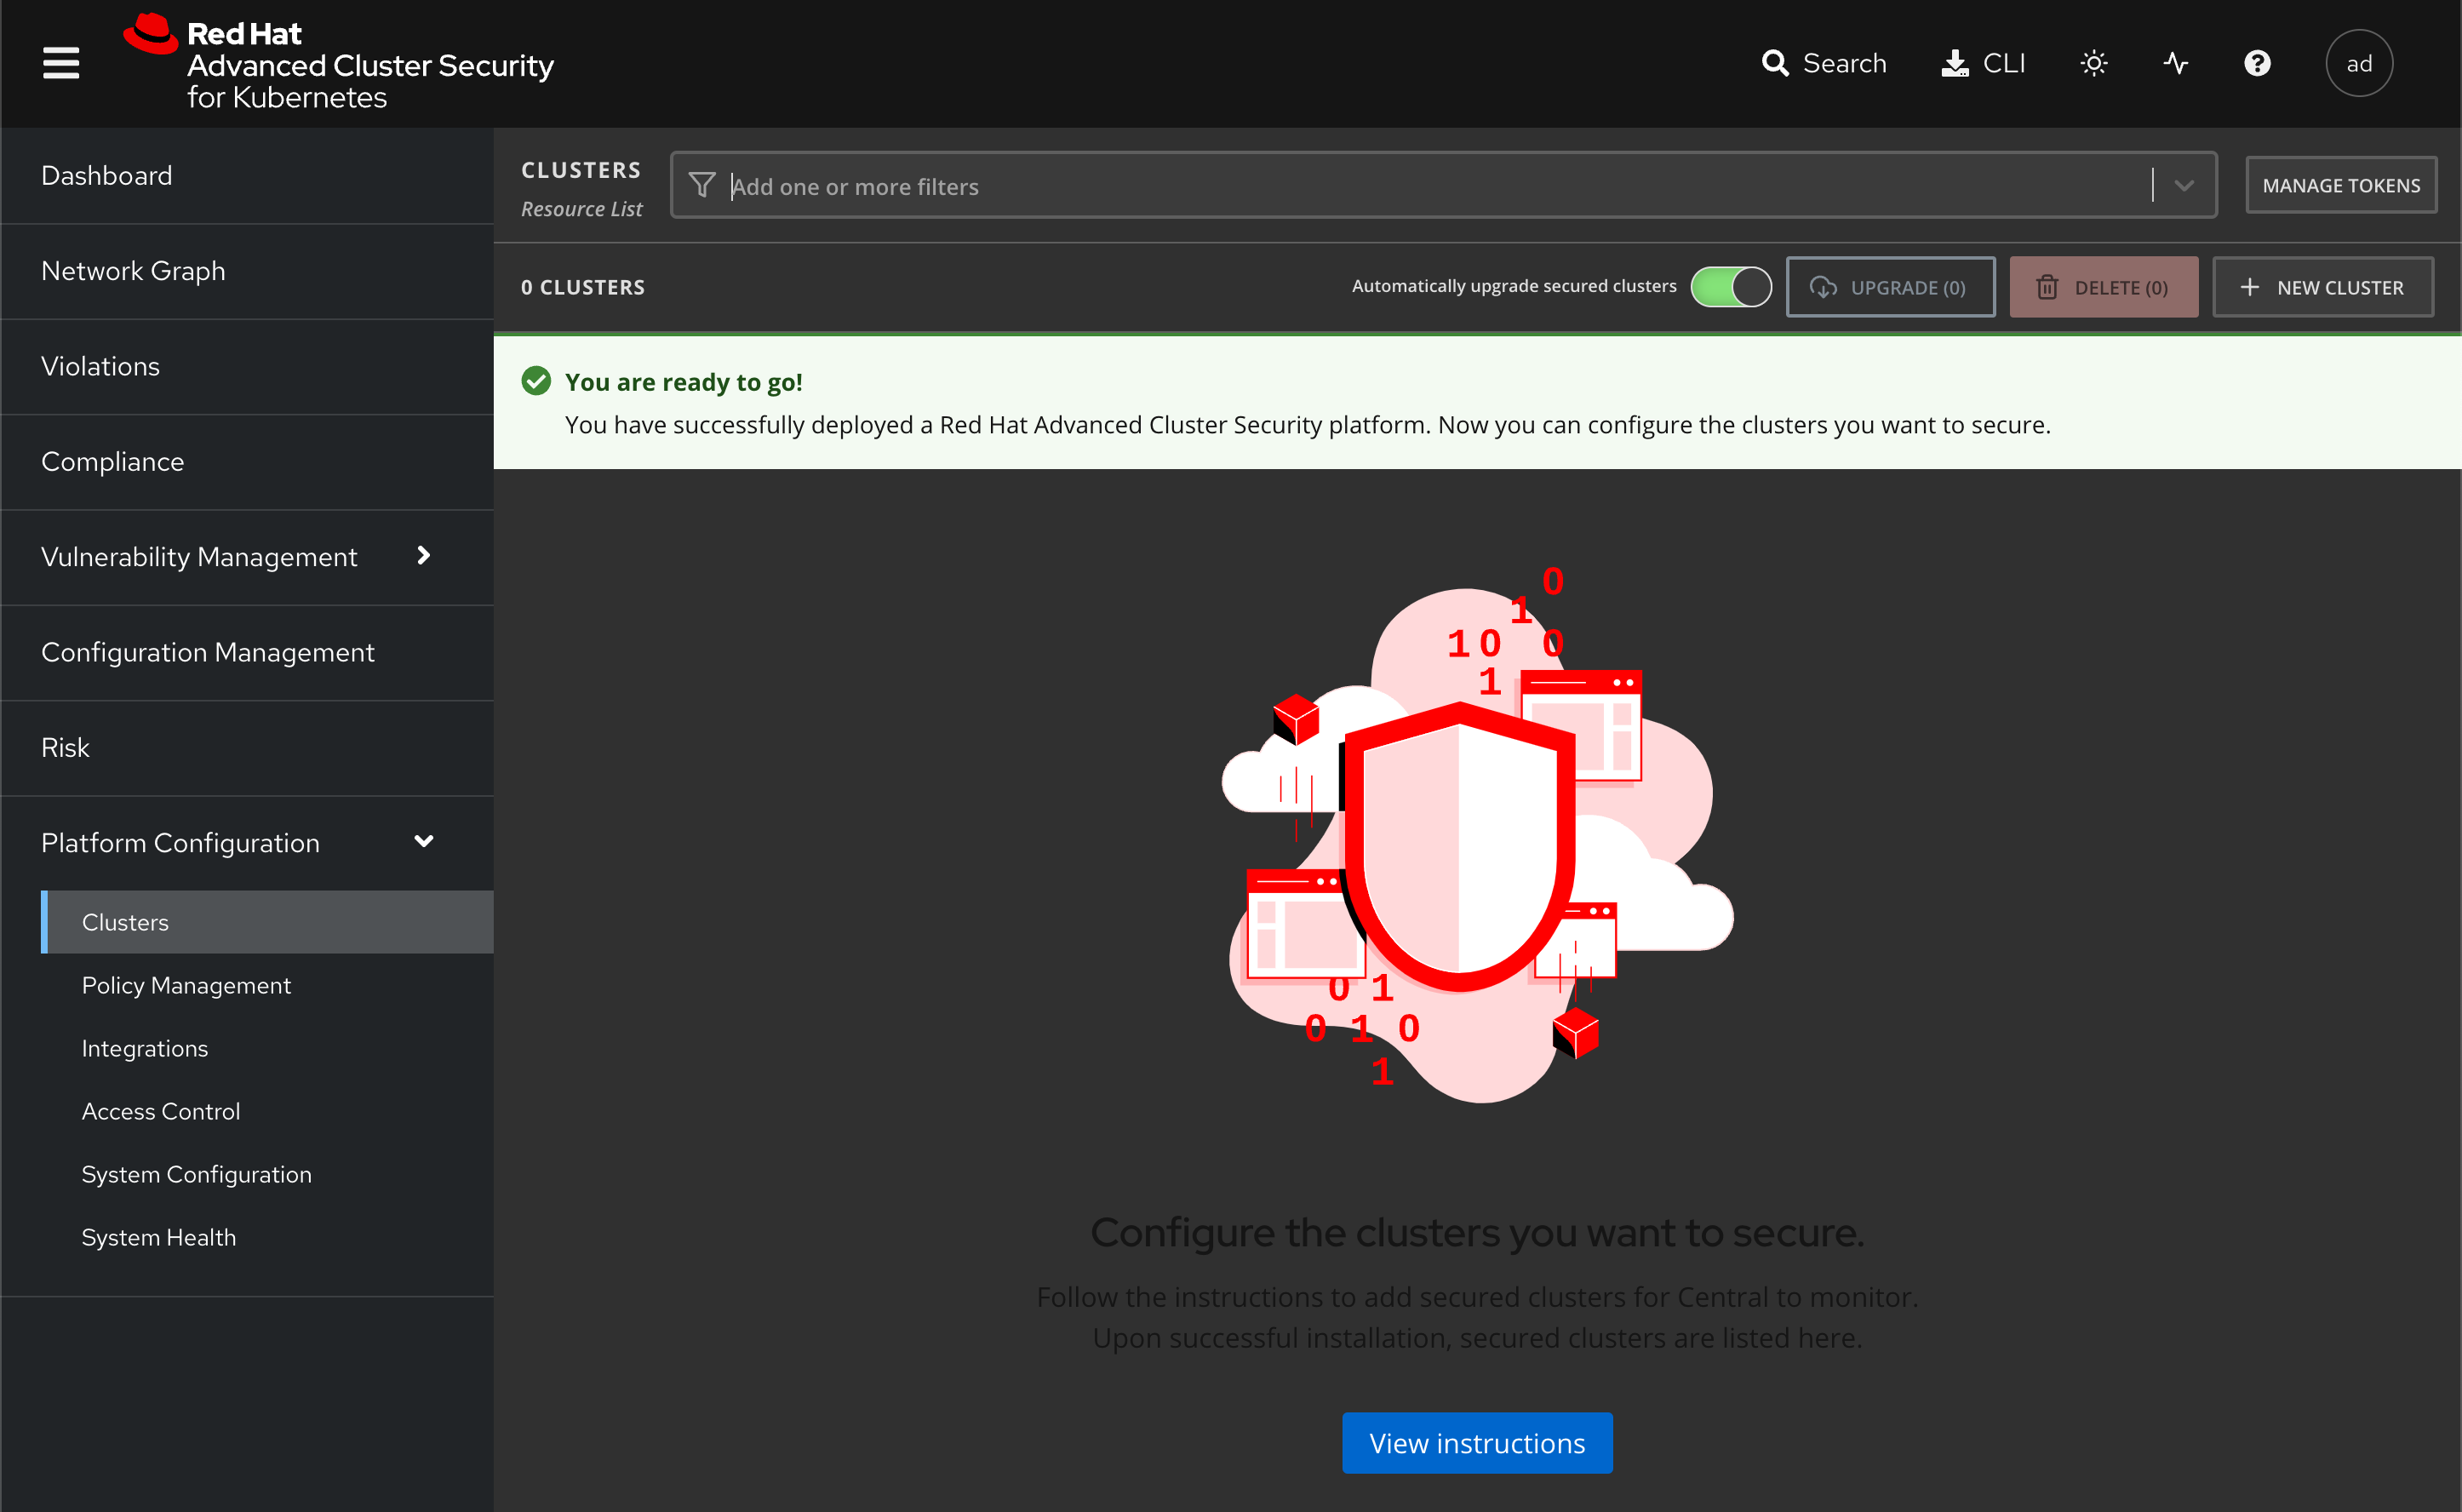 Red Hat
Advanced Cluster Security
for Kubernetes
Search
CLI
ad
Dashboard
Network Graph
Violations
Compliance
Vulnerability Management
Configuration Management
Risk
Platform Configuration
Clusters
Policy Management
Integrations
Access Control
System Configuration
System Health
CLUSTERS
Resource List
Add one or more filters
MANAGE TOKENS
0 CLUSTERS
Automatically upgrade secured clusters
UPGRADE (0)
DELETE (0)
NEW CLUSTER
You are ready to go!
You have successfully deployed a Red Hat Advanced Cluster Security platform. Now you can configure the clusters you want to secure.
0
1
1 0 0
1
0 1
0 1 0
1
Configure the clusters you want to secure.
Follow the instructions to add secured clusters for Central to monitor.
Upon successful installation, secured clusters are listed here.
View instructions